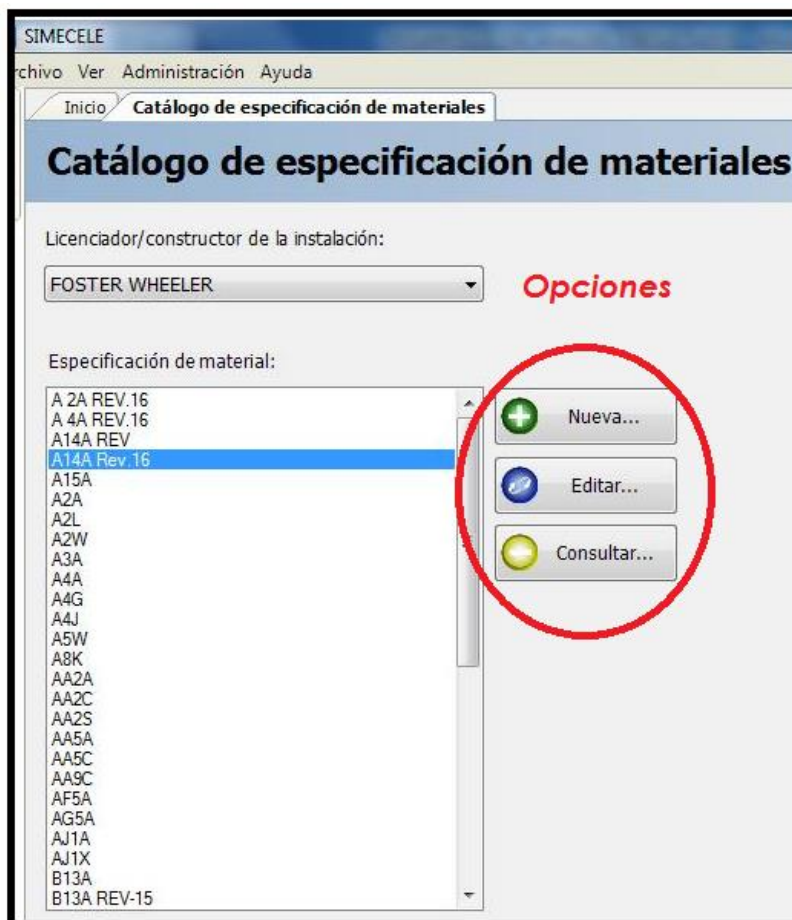 SIMECELE
rchivo Ver Administración Ayuda
Inicio Catálogo de especificación de materiales
Catálogo de especificación de materiales
Licenciador/constructor de la instalación:
FOSTER WHEELER
Opciones
Especificación de material:
A 2A REV.16
A 4A REV.16
A14A REV
A14A Rev.16
A15A
A2A
A2L
A2W
A3A
A4A
A4G
A4J
A5W
A8K
AA2A
AA2C
AA2S
AA5A
AA5C
AA9C
AF5A
AG5A
AJ1A
AJ1X
B13A
B13A REV-15
Nueva...
Editar...
Consultar...